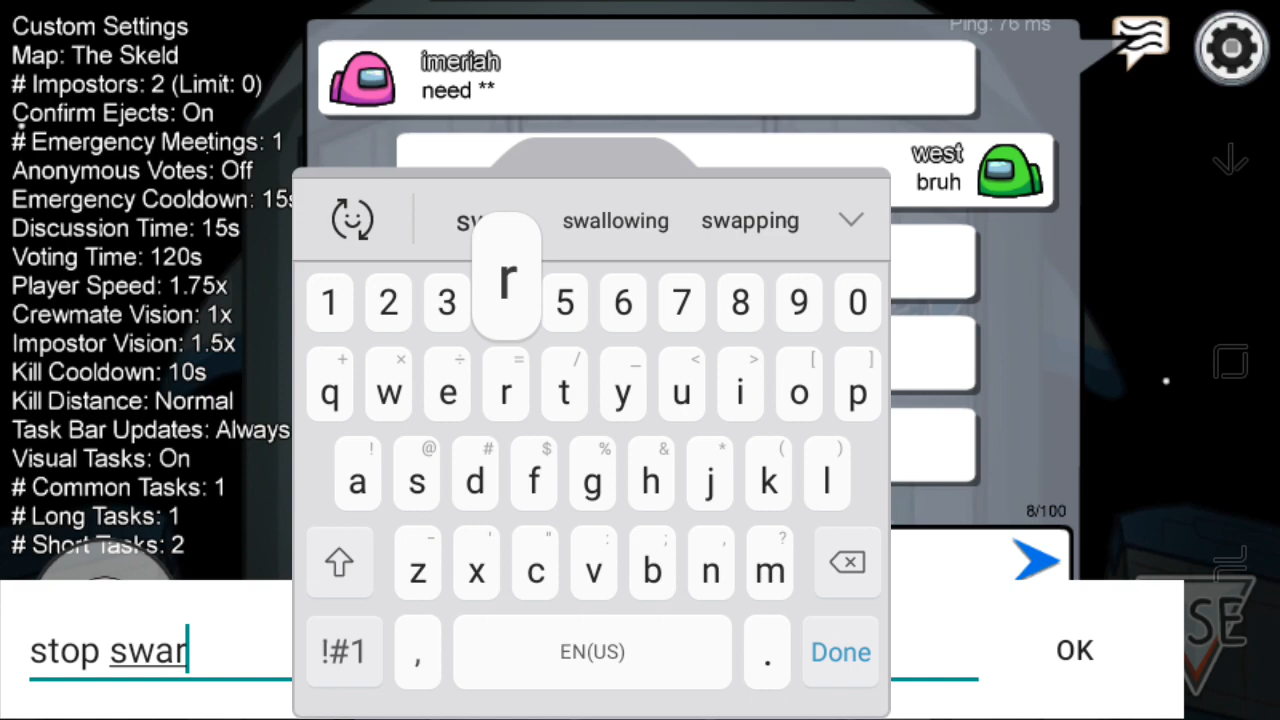 Custom Settings
Map: The Skeld
# Impostors: 2 (Limit: 0)
Confirm Ejects: On
# Emergency Meetings: 1
Anonymous Votes: Off
Emergency Cooldown: 15s
Discussion Time: 15s
Voting Time: 120s
Player Speed: 1.75x
Crewmate Vision: 1x
Impostor Vision: 1.5x
Kill Cooldown: 10s
Kill Distance: Normal
Task Bar Updates: Always
Visual Tasks: On
# Common Tasks: 1
# Long Tasks: 1
# Short Tasks: 2
Ping: 76 ms
imeriah
need **
west
bruh
swallowing swapping
r
1 2 3 5 6 7 8 9 0
+ × ÷ = / _ < > [ ]
q w e r t y u i o p
! @ # $ % & * ( )
a s d f g h j k l
- ' " : ; , ?
z x c v b n m
!#1 , EN(US) . Done
8/100
stop swar
OK